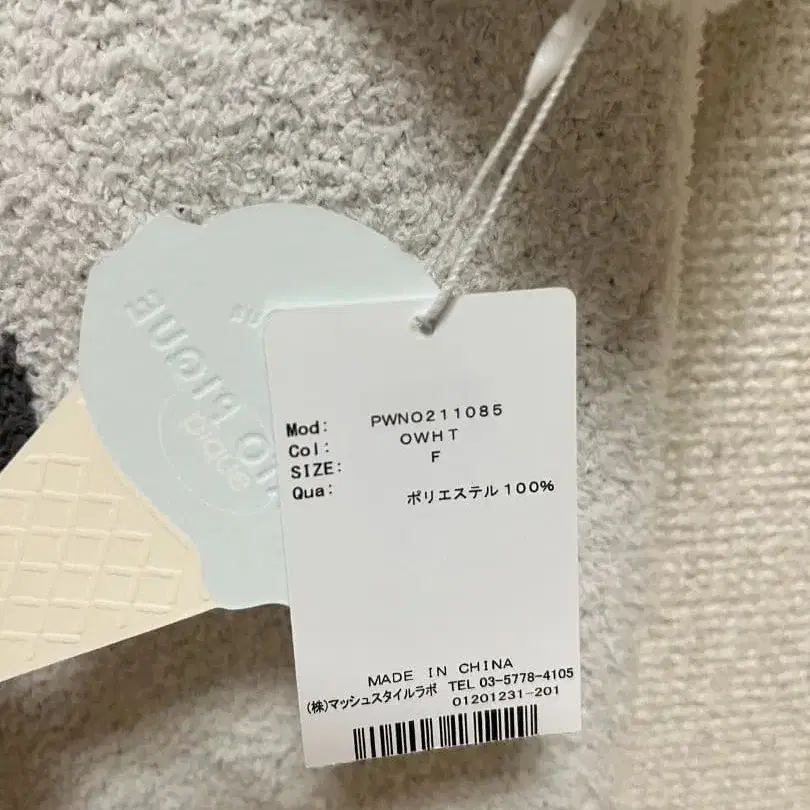 Mod: PWNO211085
Col: OWHT
SIZE: F
Qua: ポリエステル100%
MADE IN CHINA
(株)マッシュスタイルラボ TEL 03-5778-4105
01201231-201
pique